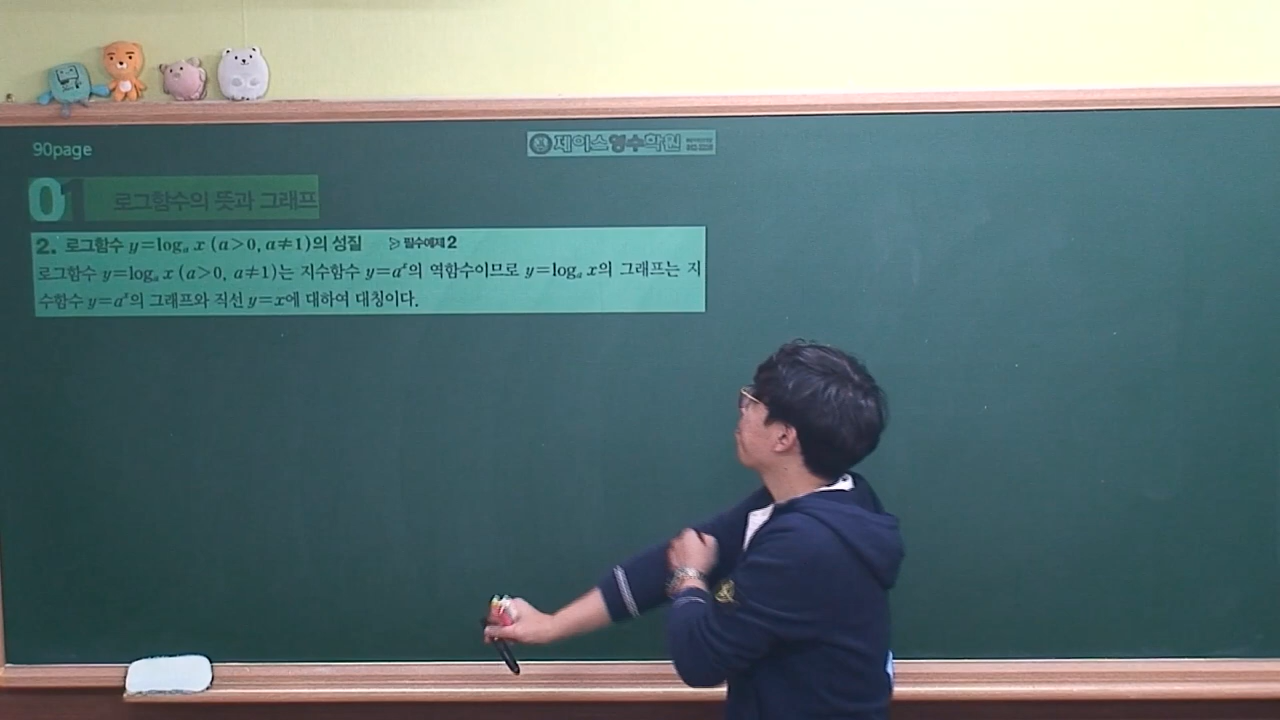 90page
제이스영수학원
01 로그함수의 뜻과 그래프
2. 로그함수 y=logₐ x (a>0, a≠1)의 성질 ▷ 필수예제 2
로그함수 y=logₐ x (a>0, a≠1)는 지수함수 y=aˣ의 역함수이므로 y=logₐ x의 그래프는 지
수함수 y=aˣ의 그래프와 직선 y=x에 대하여 대칭이다.